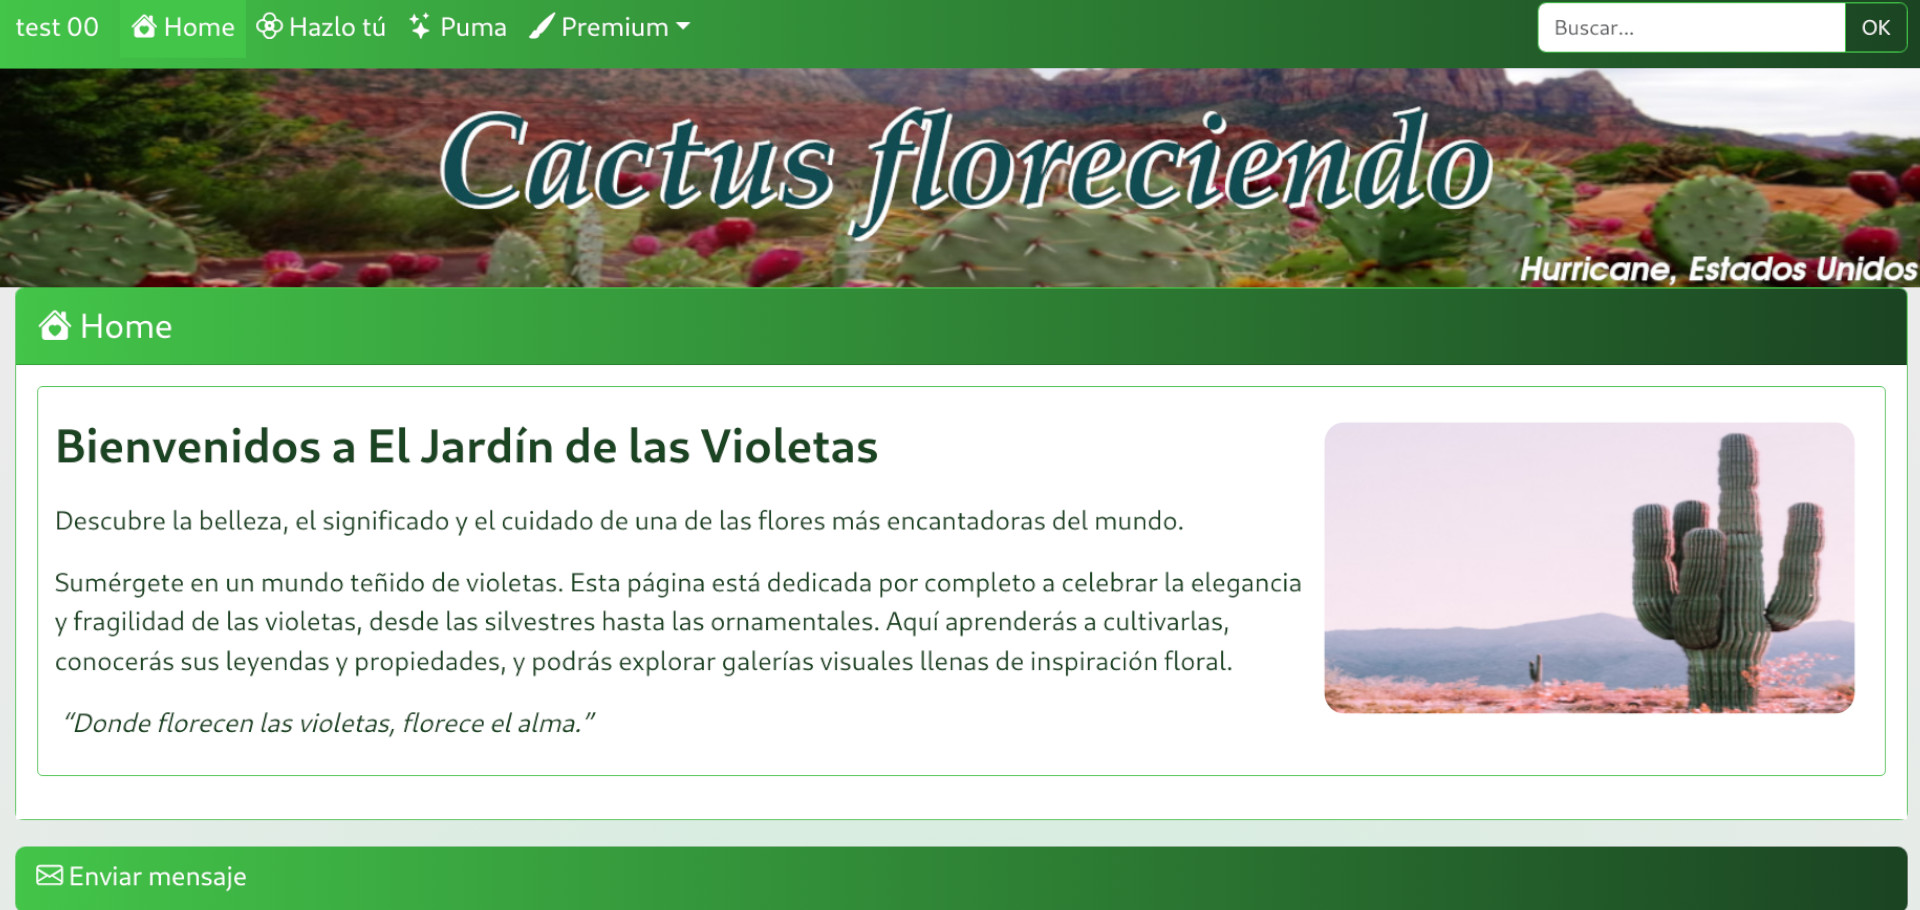 test 00 Home Hazlo tú Puma Premium Buscar... OK
Cactus floreciendo
Hurricane, Estados Unidos
Home
Bienvenidos a El Jardín de las Violetas
Descubre la belleza, el significado y el cuidado de una de las flores más encantadoras del mundo.
Sumérgete en un mundo teñido de violetas. Esta página está dedicada por completo a celebrar la elegancia
y fragilidad de las violetas, desde las silvestres hasta las ornamentales. Aquí aprenderás a cultivarlas,
conocerás sus leyendas y propiedades, y podrás explorar galerías visuales llenas de inspiración floral.
“Donde florecen las violetas, florece el alma.”
Enviar mensaje